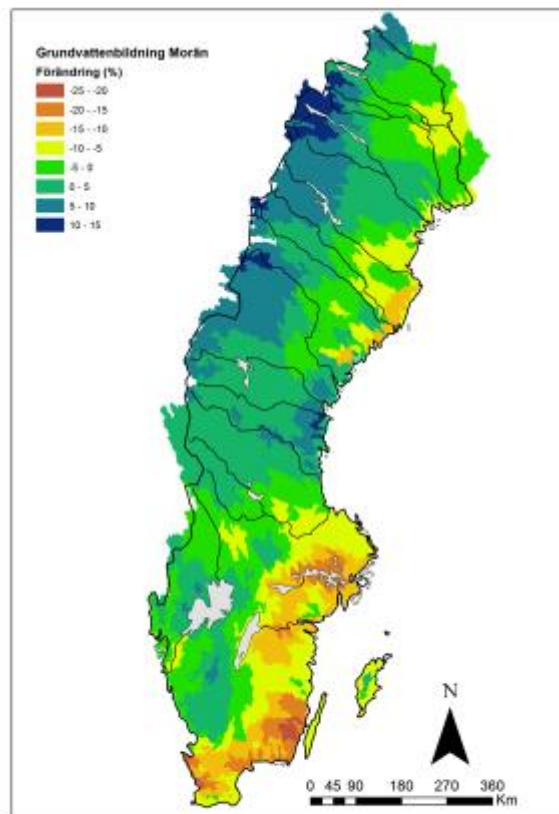 Grundvattenbildning Morän
Förändring (%)
-25 - -20
-20 - -15
-15 - -10
-10 - -5
-5 - 0
0 - 5
5 - 10
10 - 15
N
0 45 90 180 270 360
Km